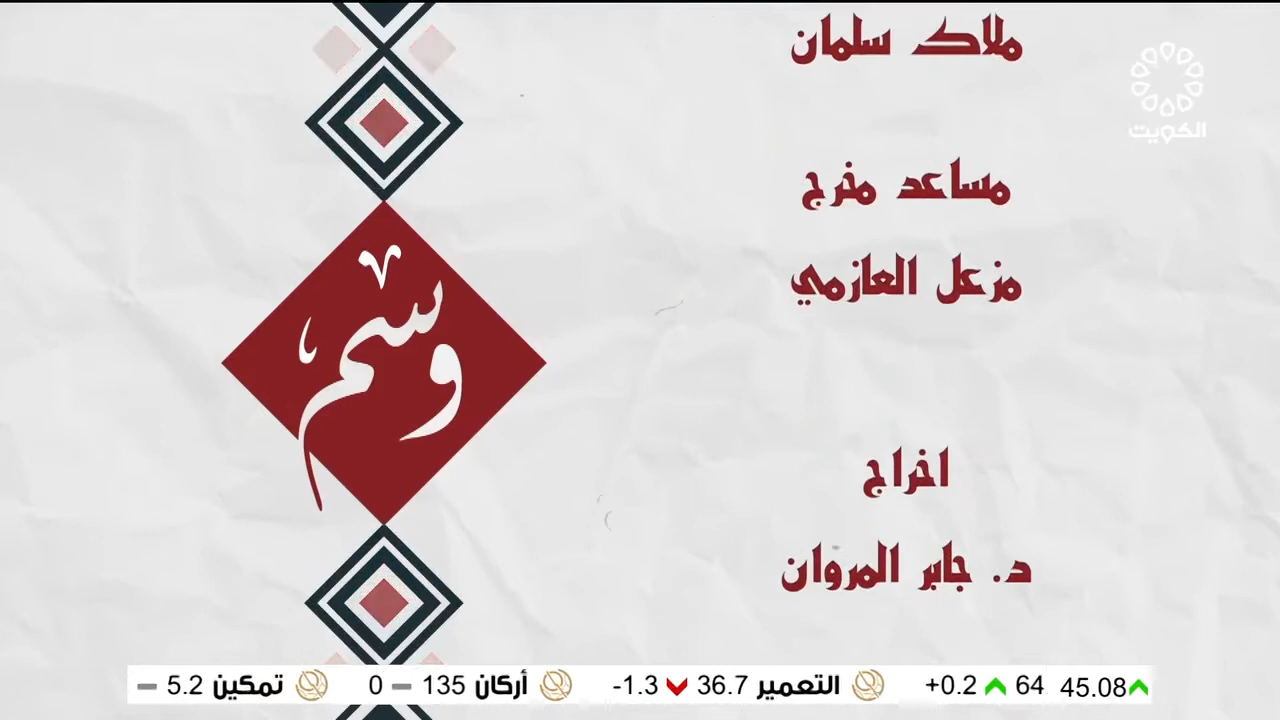 ملاك سلمان
الكويت
مساعد مخرج
مزعل العازمي
وسم
اخراج
د. جابر المروان
45.08 64 +0.2 التعمير 36.7 -1.3 أركان 135 0 تمكين 5.2